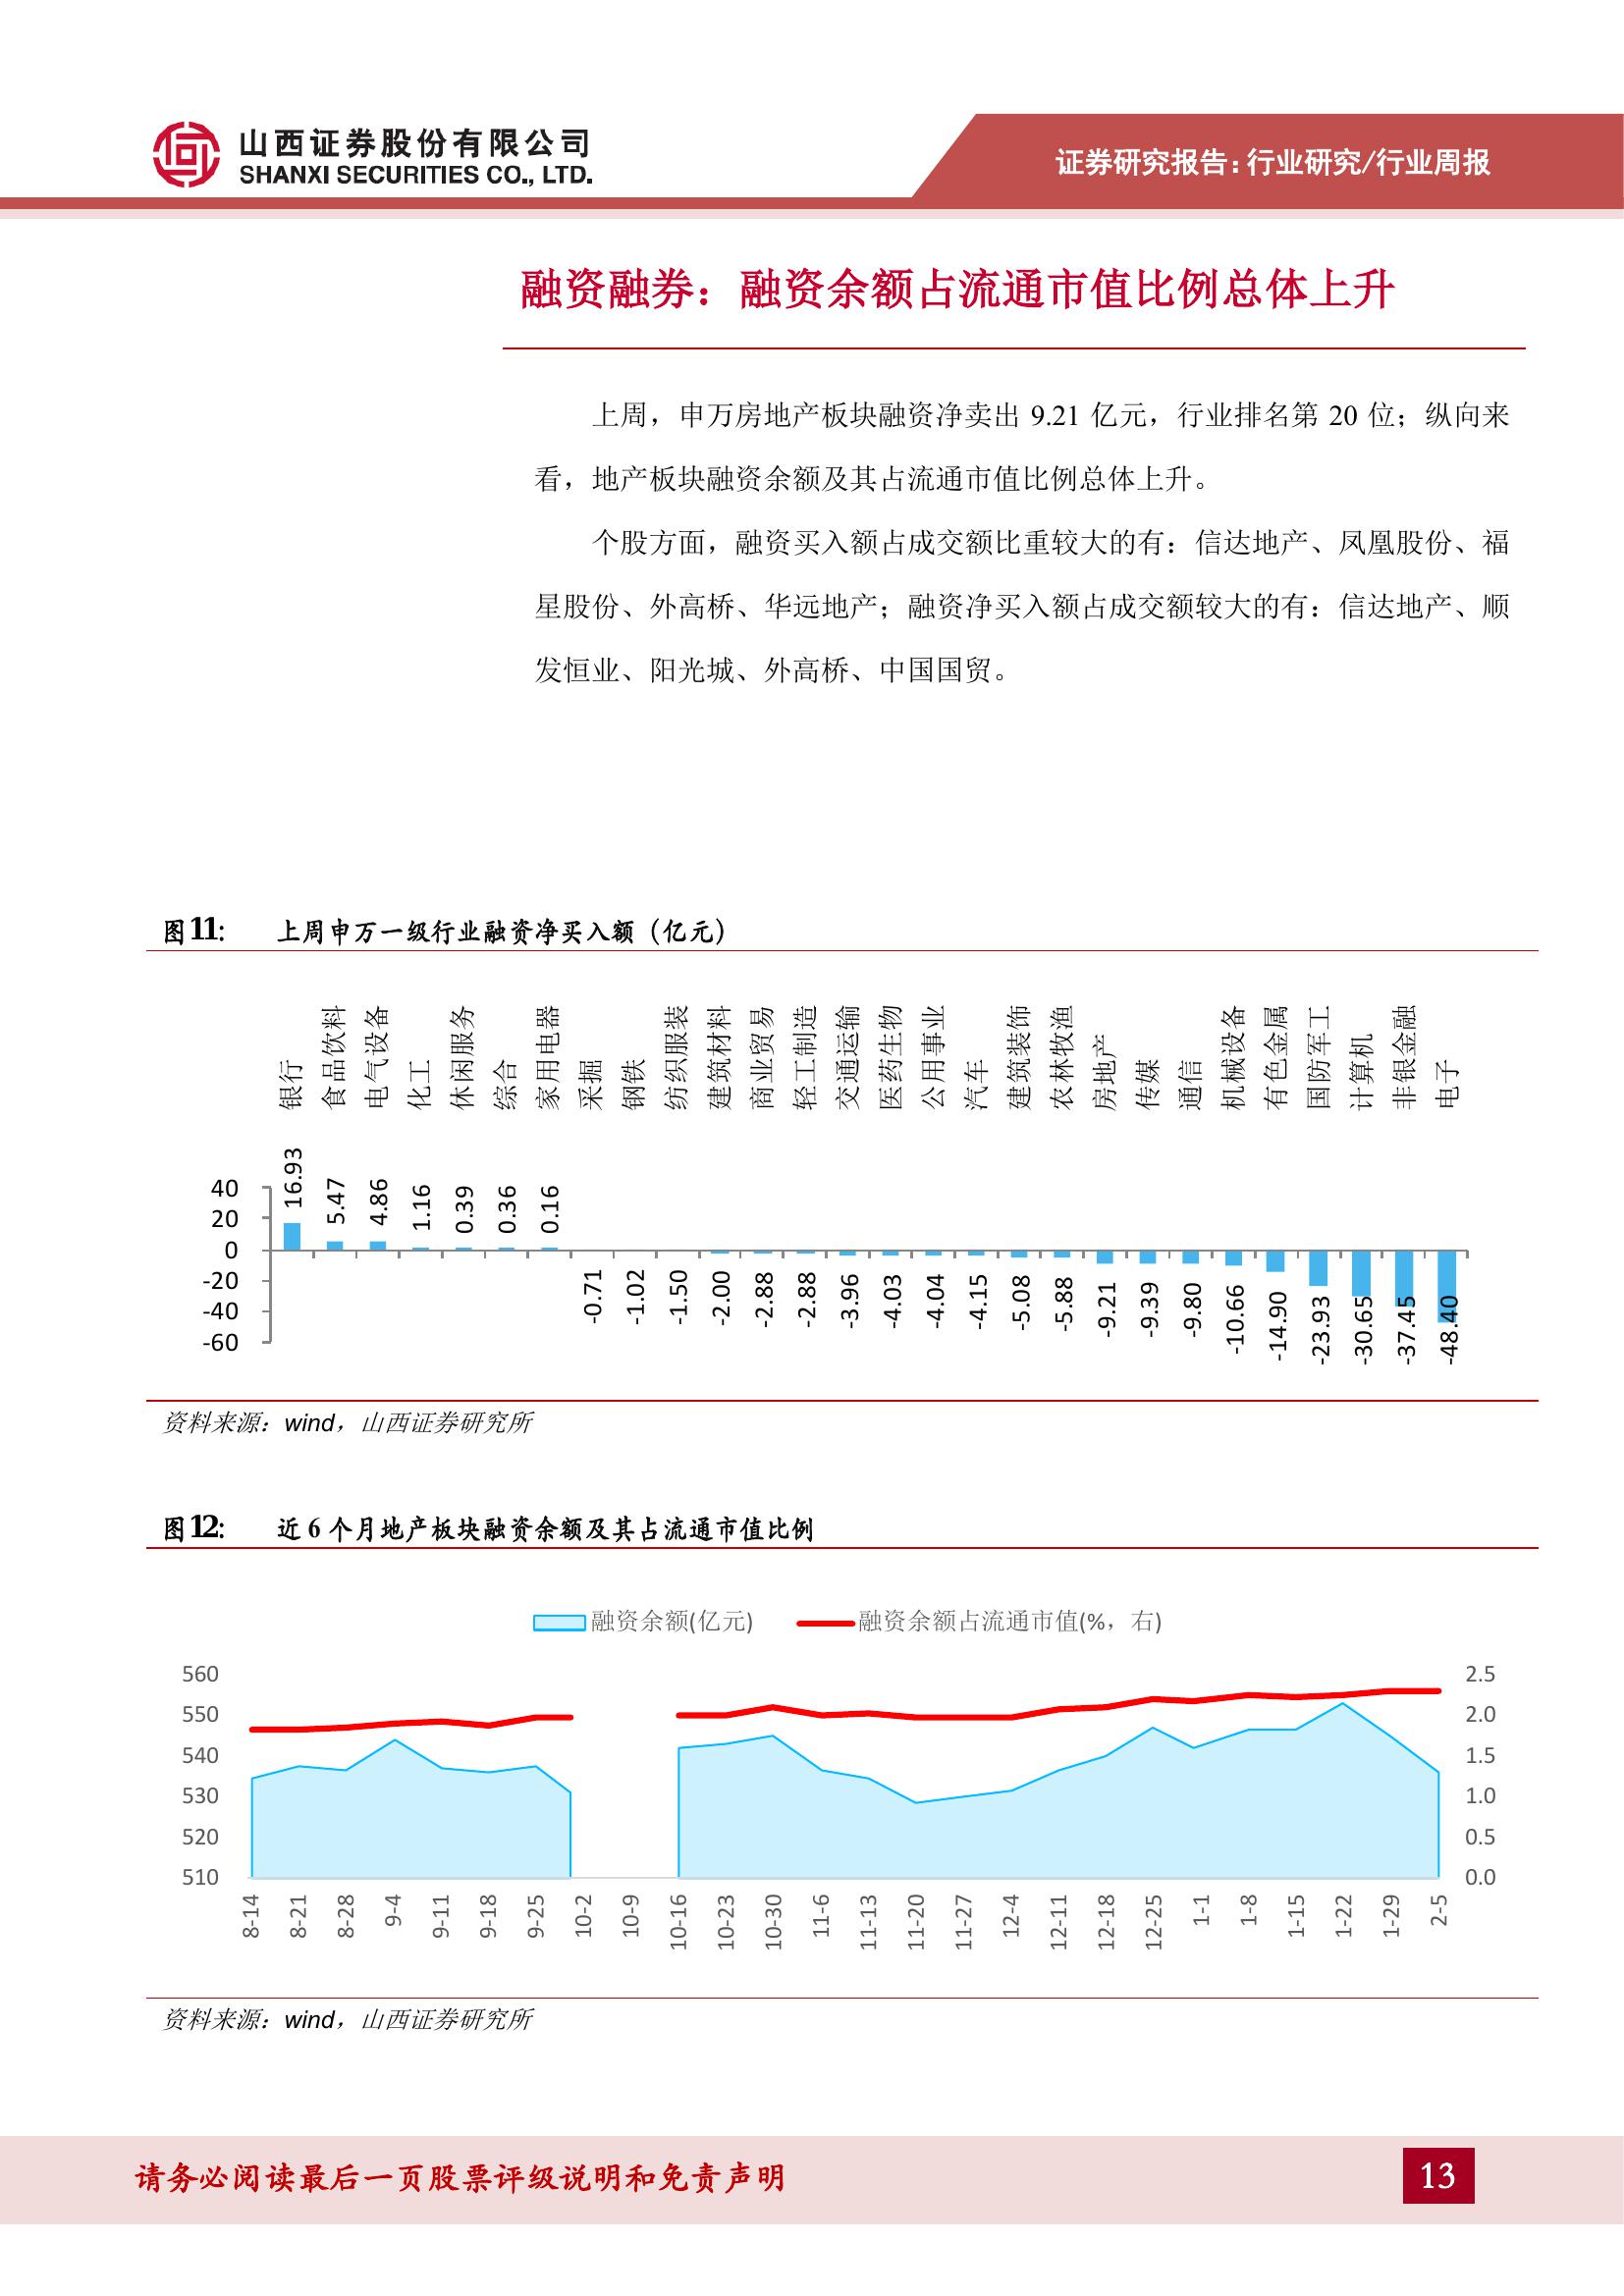 山西证券股份有限公司
SHANXI SECURITIES CO., LTD.
证券研究报告:行业研究/行业周报
融资融券：融资余额占流通市值比例总体上升
上周，申万房地产板块融资净卖出 9.21 亿元，行业排名第 20 位；纵向来
看，地产板块融资余额及其占流通市值比例总体上升。
个股方面，融资买入额占成交额比重较大的有：信达地产、凤凰股份、福
星股份、外高桥、华远地产；融资净买入额占成交额较大的有：信达地产、顺
发恒业、阳光城、外高桥、中国国贸。
图11: 上周申万一级行业融资净买入额（亿元）
银行 食品饮料 电气设备 化工 休闲服务 综合 家用电器 采掘 钢铁 纺织服装 建筑材料 商业贸易 轻工制造 交通运输 医药生物 公用事业 汽车 建筑装饰 农林牧渔 房地产 传媒 通信 机械设备 有色金属 国防军工 计算机 非银金融 电子
16.93 5.47 4.86 1.16 0.39 0.36 0.16 -0.71 -1.02 -1.50 -2.00 -2.88 -2.88 -3.96 -4.03 -4.04 -4.15 -5.08 -5.88 -9.21 -9.39 -9.80 -10.66 -14.90 -23.93 -30.65 -37.45 -48.40
40
20
0
-20
-40
-60
资料来源：wind，山西证券研究所
图12: 近 6 个月地产板块融资余额及其占流通市值比例
融资余额(亿元) 融资余额占流通市值(%，右)
560 2.5
550 2.0
540 1.5
530 1.0
520 0.5
510 0.0
8-14 8-21 8-28 9-4 9-11 9-18 9-25 10-2 10-9 10-16 10-23 10-30 11-6 11-13 11-20 11-27 12-4 12-11 12-18 12-25 1-1 1-8 1-15 1-22 1-29 2-5
资料来源：wind，山西证券研究所
请务必阅读最后一页股票评级说明和免责声明
13